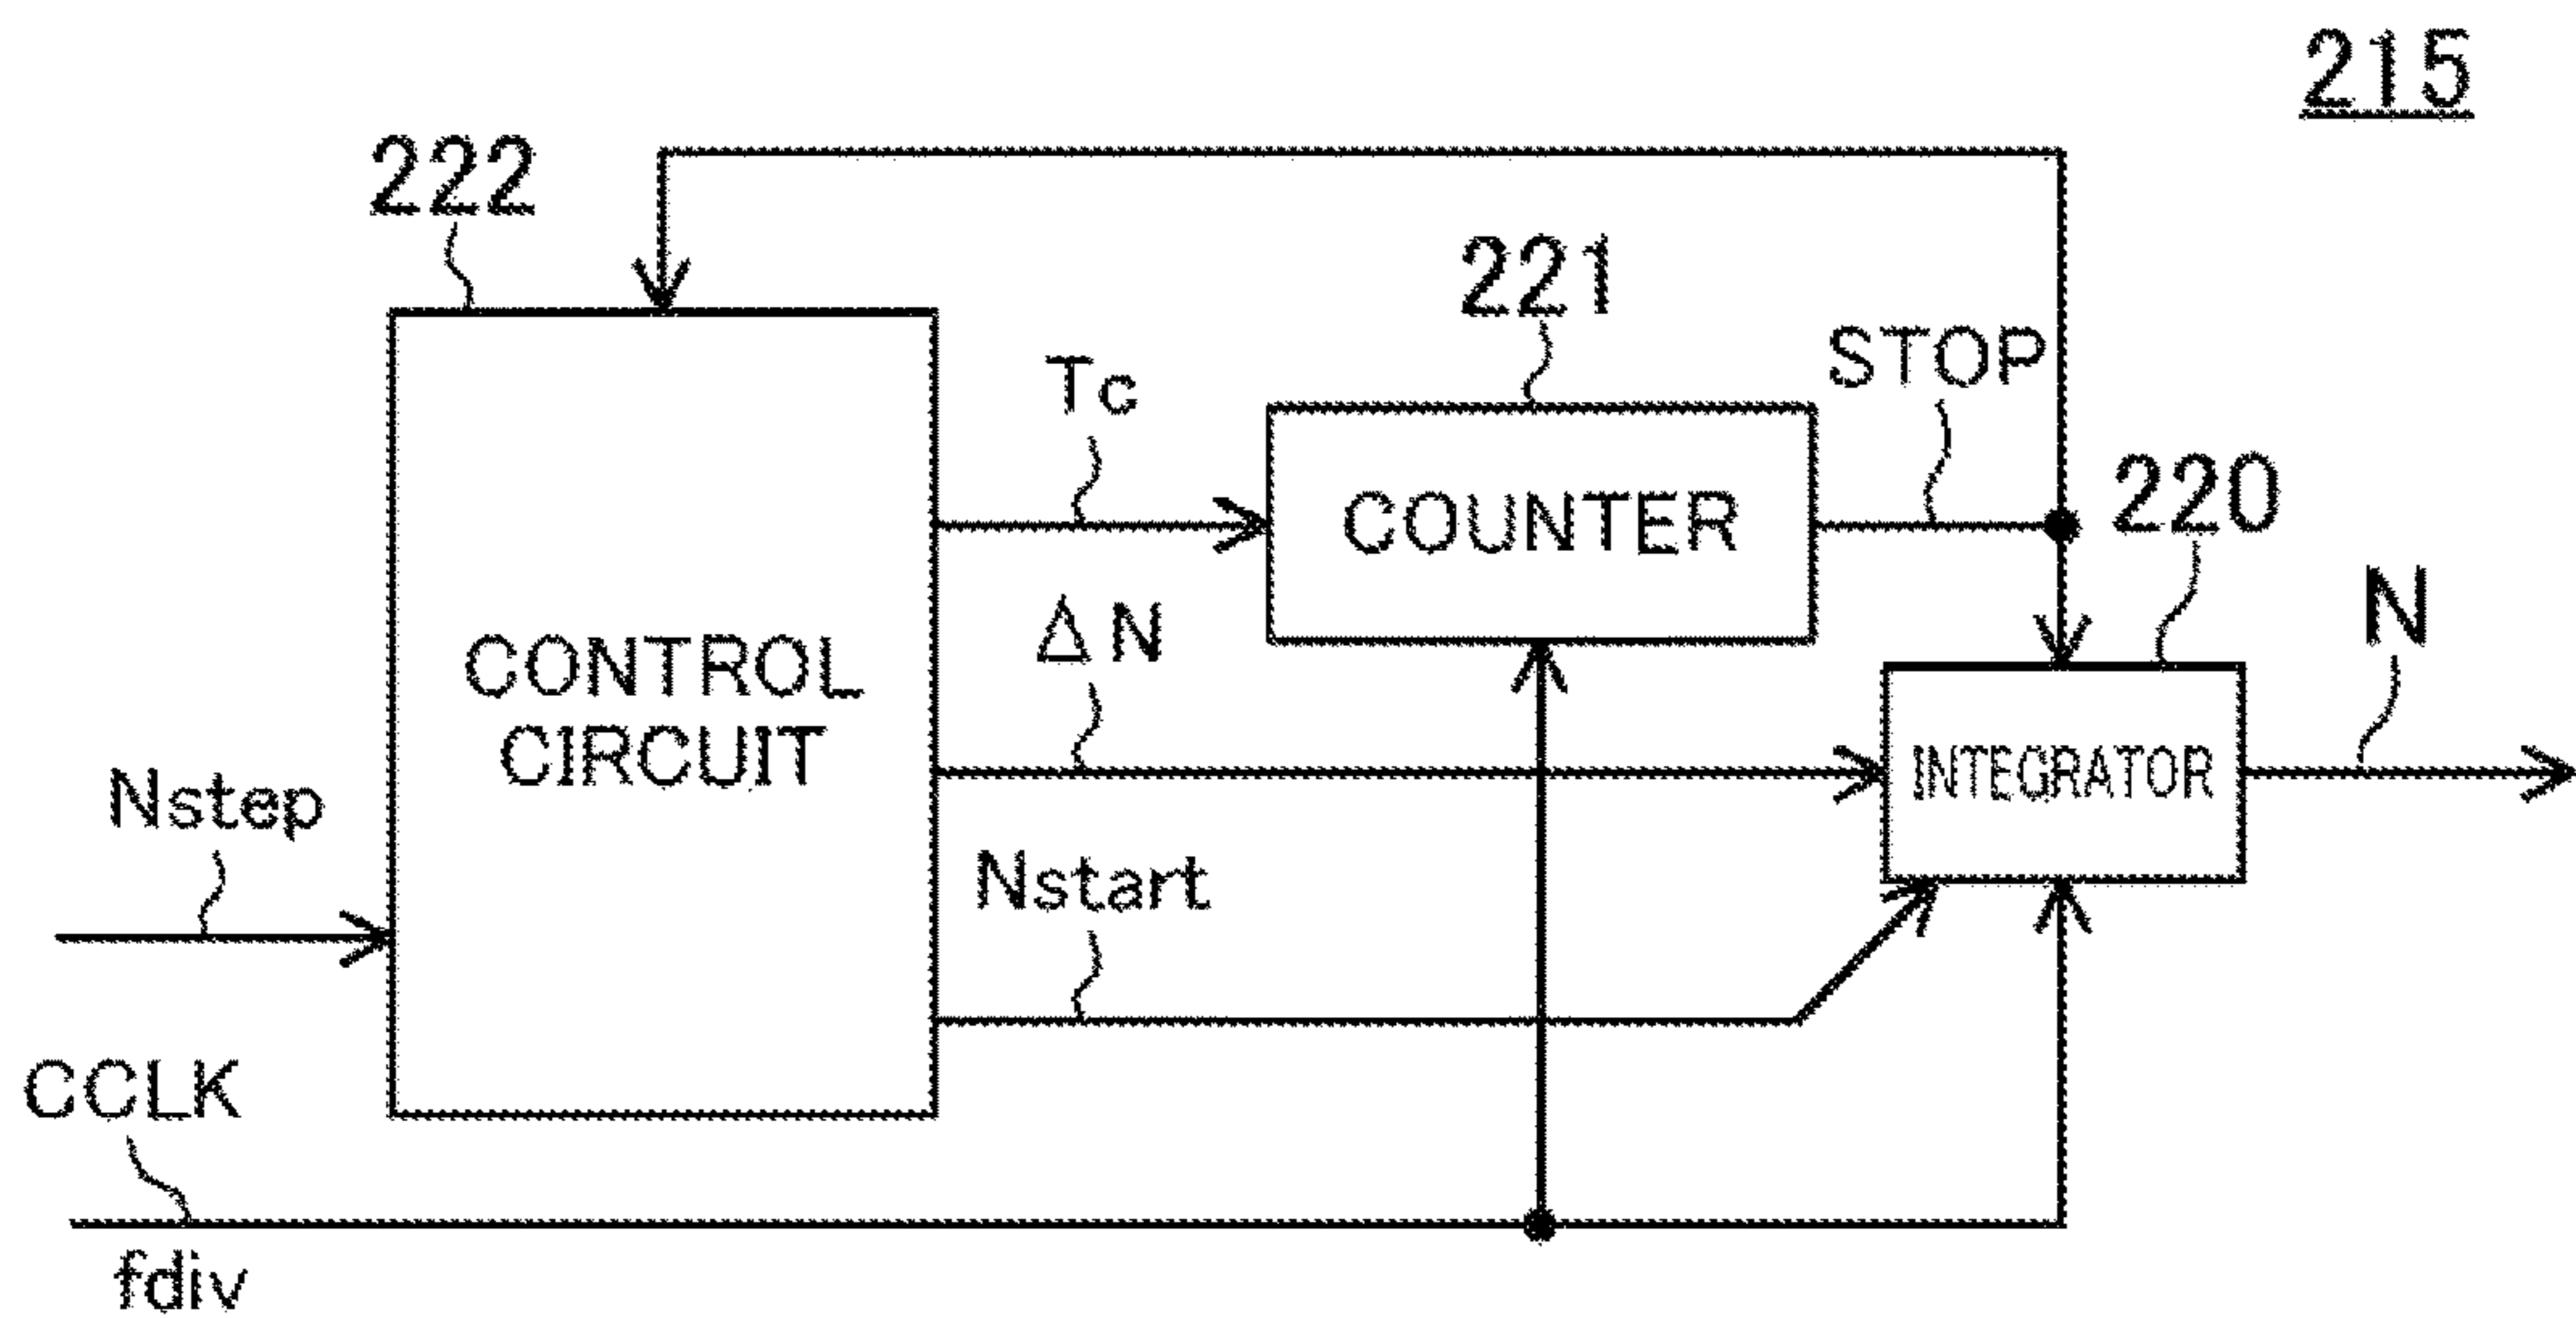 215
222
221
Tc
STOP
220
COUNTER
N
ΔN
CONTROL
CIRCUIT
INTEGRATOR
Nstep
Nstart
CCLK
fdiv